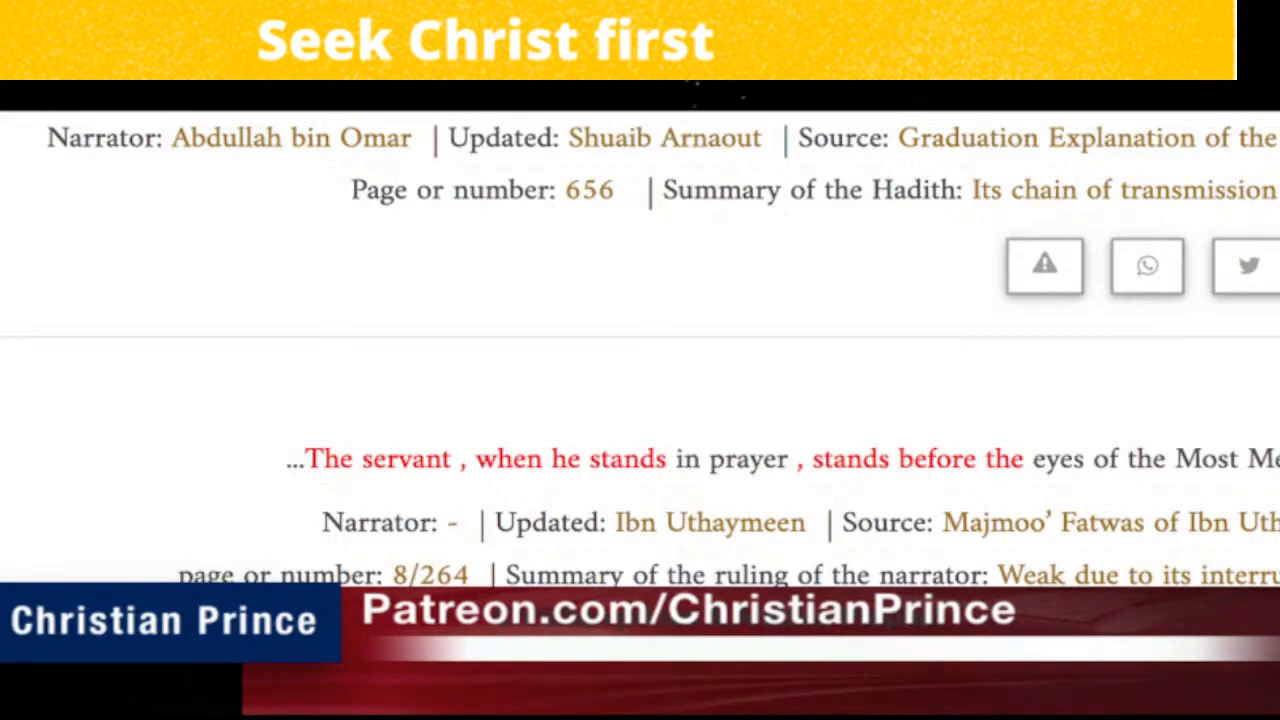 Seek Christ first
Narrator: Abdullah bin Omar | Updated: Shuaib Arnaout | Source: Graduation Explanation of the
Page or number: 656 | Summary of the Hadith: Its chain of transmission
...The servant , when he stands in prayer , stands before the eyes of the Most Me
Narrator: - | Updated: Ibn Uthaymeen | Source: Majmoo’ Fatwas of Ibn Uth
page or number: 8/264 | Summary of the ruling of the narrator: Weak due to its interru
Patreon.com/ChristianPrince
Christian Prince